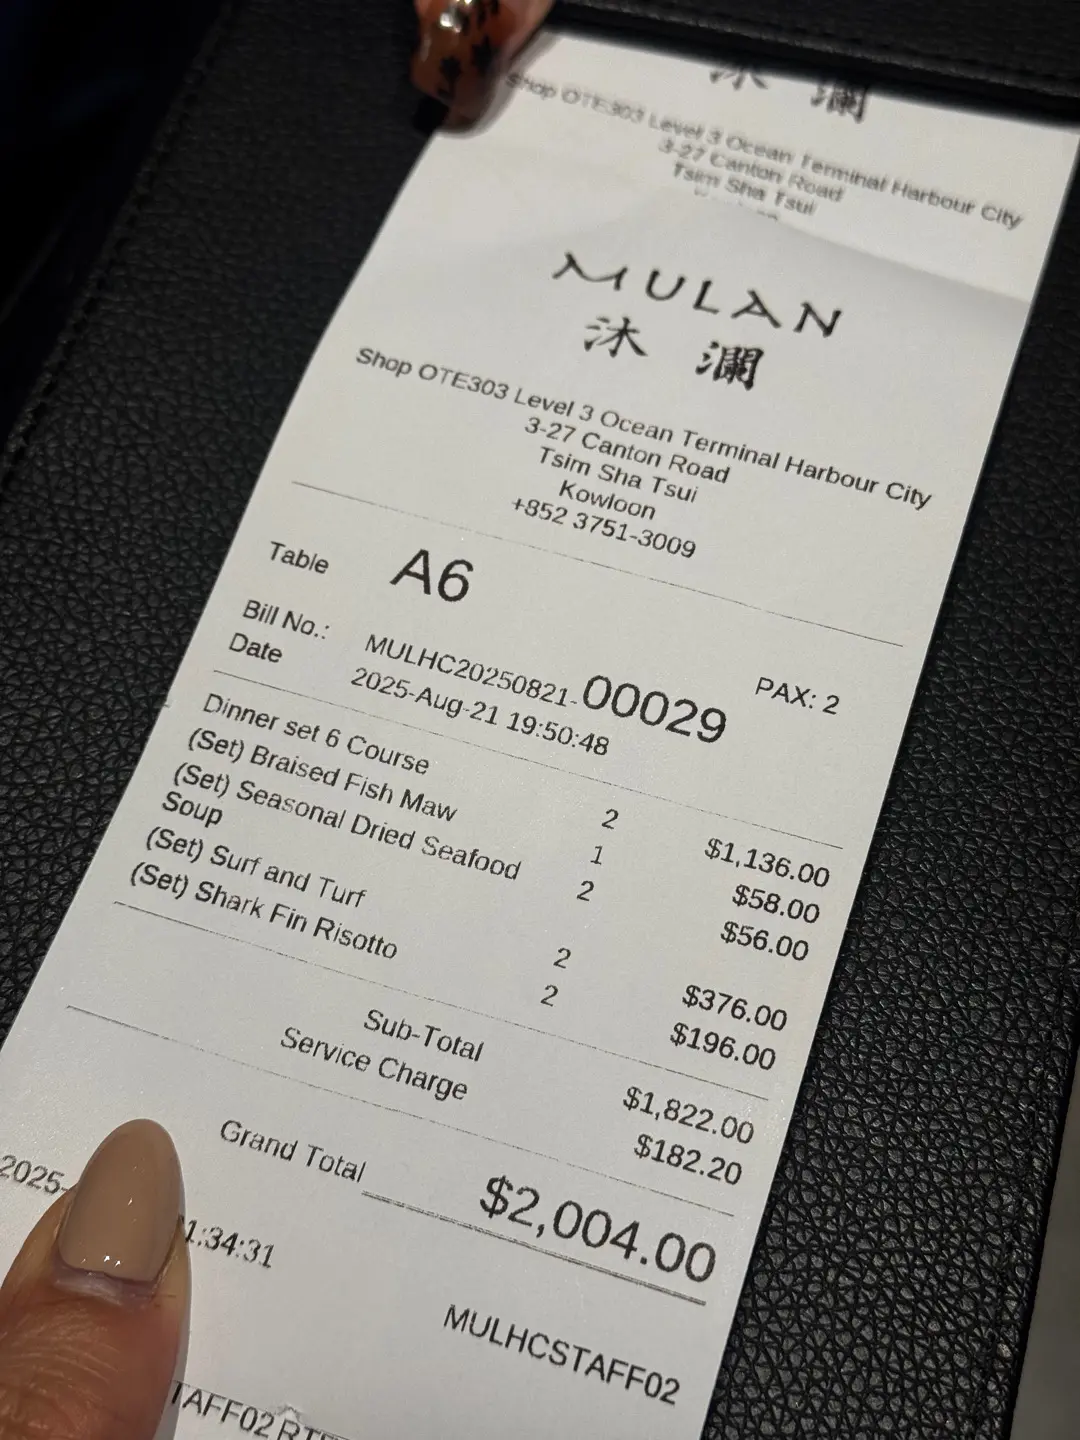 沐 瀾
Shop OTE303 Level 3 Ocean Terminal Harbour City
3-27 Canton Road
Tsim Sha Tsui
MULAN
沐 瀾
Shop OTE303 Level 3 Ocean Terminal Harbour City
3-27 Canton Road
Tsim Sha Tsui
Kowloon
+852 3751-3009
Table A6
Bill No.: MULHC20250821-00029 PAX: 2
Date 2025-Aug-21 19:50:48
Dinner set 6 Course 2 $1,136.00
(Set) Braised Fish Maw 1 $58.00
(Set) Seasonal Dried Seafood 2 $56.00
Soup
(Set) Surf and Turf 2 $376.00
(Set) Shark Fin Risotto 2 $196.00
Sub-Total $1,822.00
Service Charge $182.20
Grand Total $2,004.00
2025- 1:34:31
MULHCSTAFF02
TAFF02